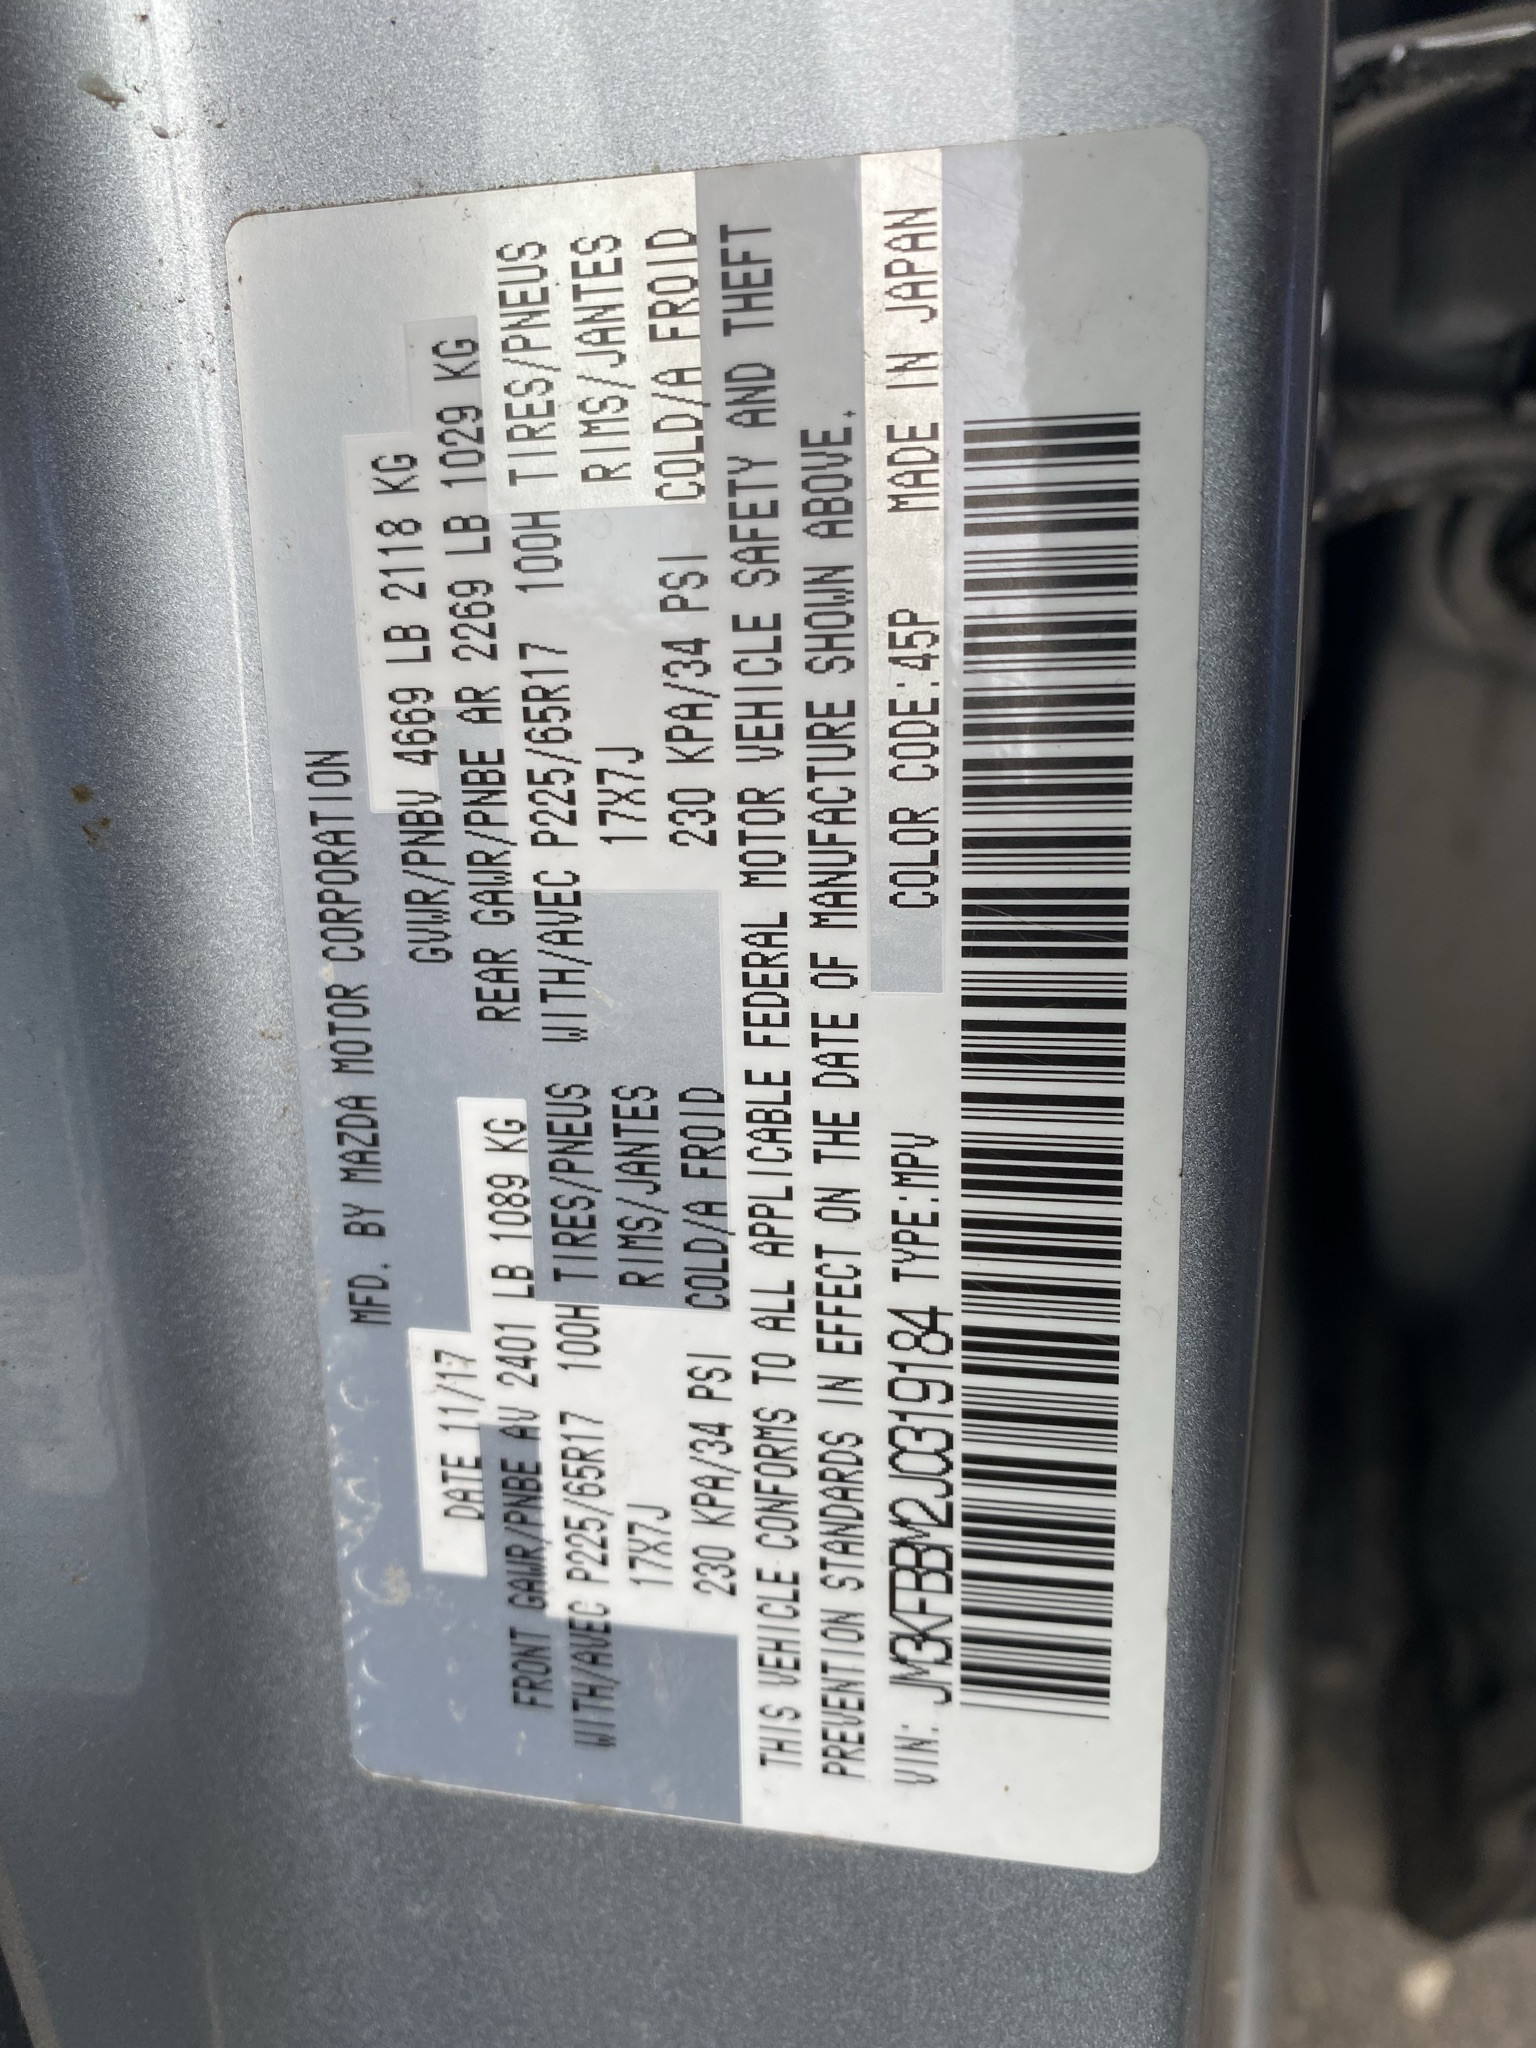 MFD. BY MAZDA MOTOR CORPORATION
DATE 11/17 GVWR/PNBV 4669 LB 2118 KG
FRONT GAWR/PNBE AV 2401 LB 1089 KG REAR GAWR/PNBE AR 2269 LB 1029 KG
WITH/AVEC P225/65R17 100H TIRES/PNEUS WITH/AVEC P225/65R17 100H TIRES/PNEUS
17X7J RIMS/JANTES 17X7J RIMS/JANTES
230 KPA/34 PSI COLD/A FROID 230 KPA/34 PSI COLD/A FROID
THIS VEHICLE CONFORMS TO ALL APPLICABLE FEDERAL MOTOR VEHICLE SAFETY AND THEFT
PREVENTION STANDARDS IN EFFECT ON THE DATE OF MANUFACTURE SHOWN ABOVE.
VIN: JM3KFBBM2J0319184 TYPE:MPV COLOR CODE:45P MADE IN JAPAN